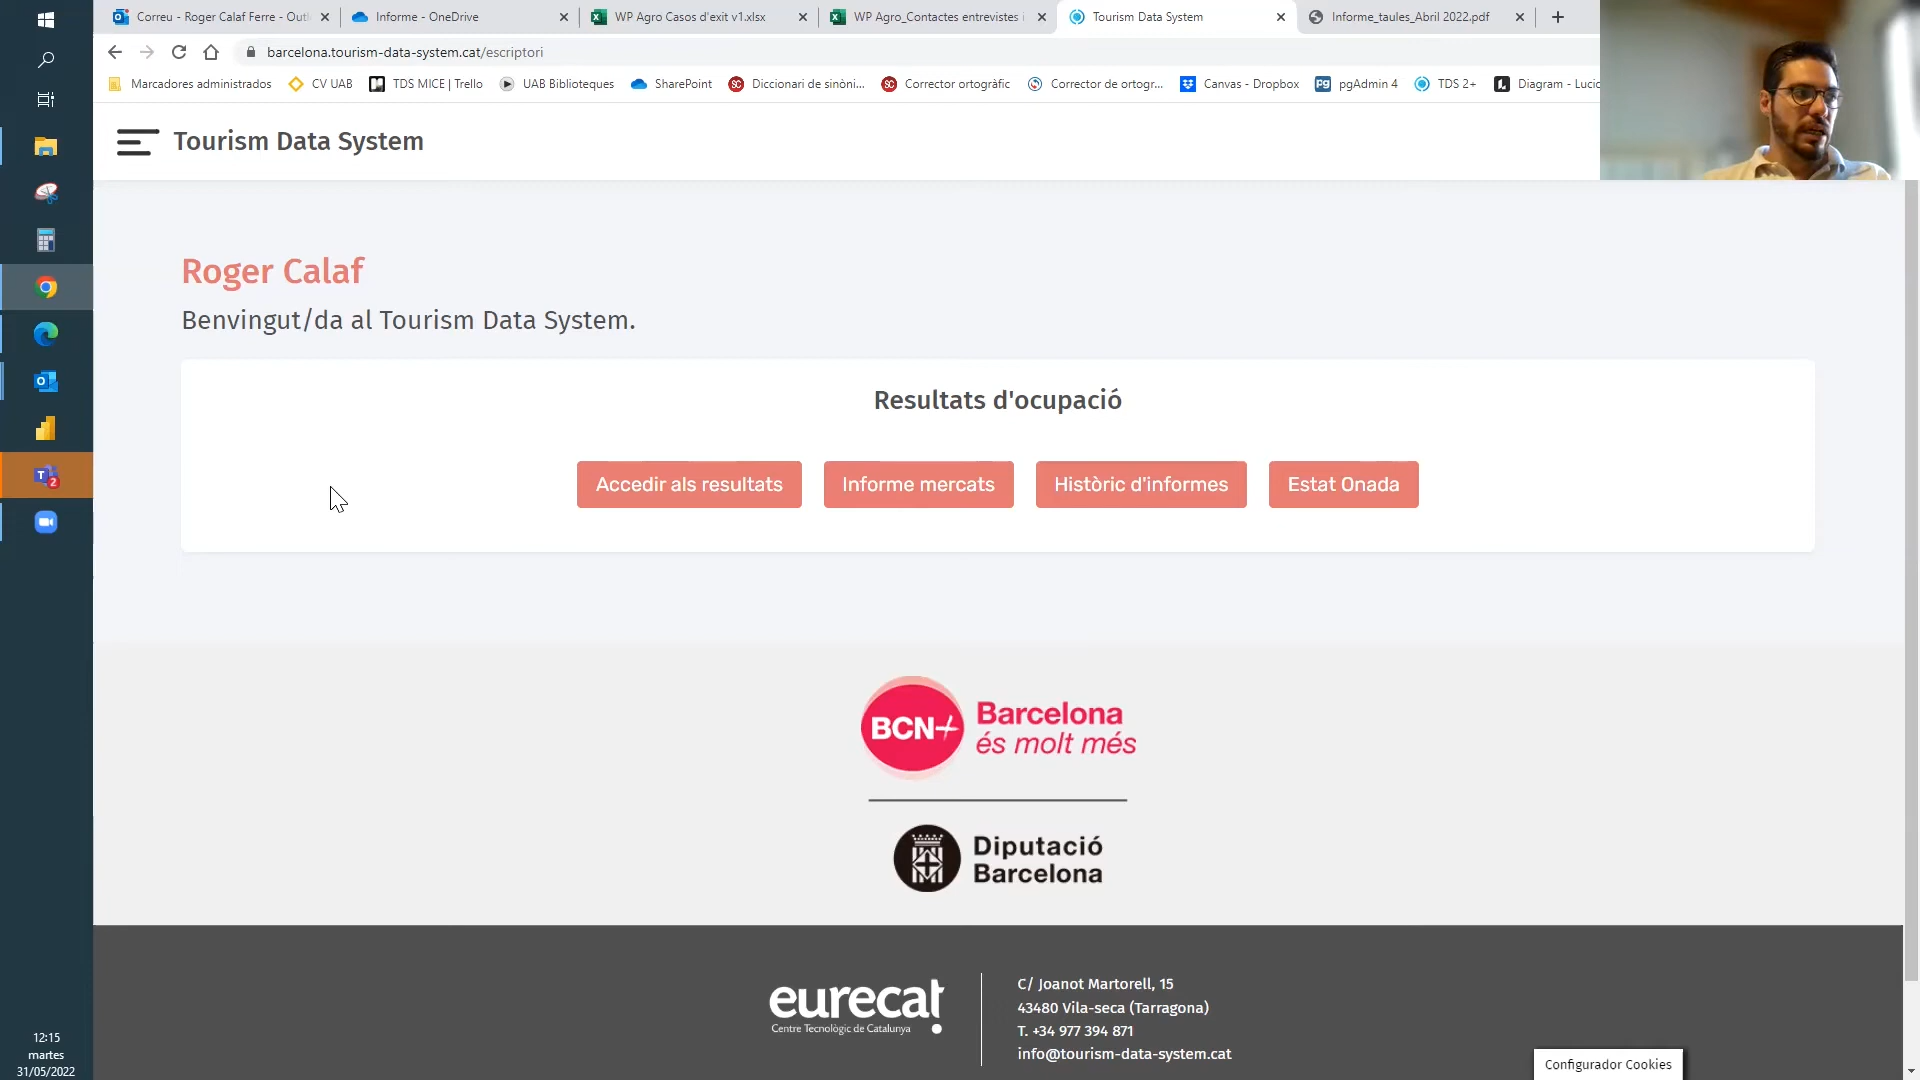 Correu - Roger Calaf Ferre - Outl
Informe - OneDrive
WP Agro Casos d'exit v1.xlsx
WP Agro_Contactes entrevistes i
Tourism Data System
Informe_taules_Abril 2022.pdf
barcelona.tourism-data-system.cat/escriptori
Marcadores administrados
CV UAB
TDS MICE | Trello
UAB Biblioteques
SharePoint
Diccionari de sinòni...
Corrector ortogràfic
Corrector de ortogr...
Canvas - Dropbox
pgAdmin 4
TDS 2+
Diagram - Lucic
Tourism Data System
Roger Calaf
Benvingut/da al Tourism Data System.
Resultats d'ocupació
Accedir als resultats
Informe mercats
Històric d'informes
Estat Onada
BCN+
Barcelona
és molt més
Diputació
Barcelona
eurecat
Centre Tecnològic de Catalunya
C/ Joanot Martorell, 15
43480 Vila-seca (Tarragona)
T. +34 977 394 871
info@tourism-data-system.cat
Configurador Cookies
12:15
martes
31/05/2022